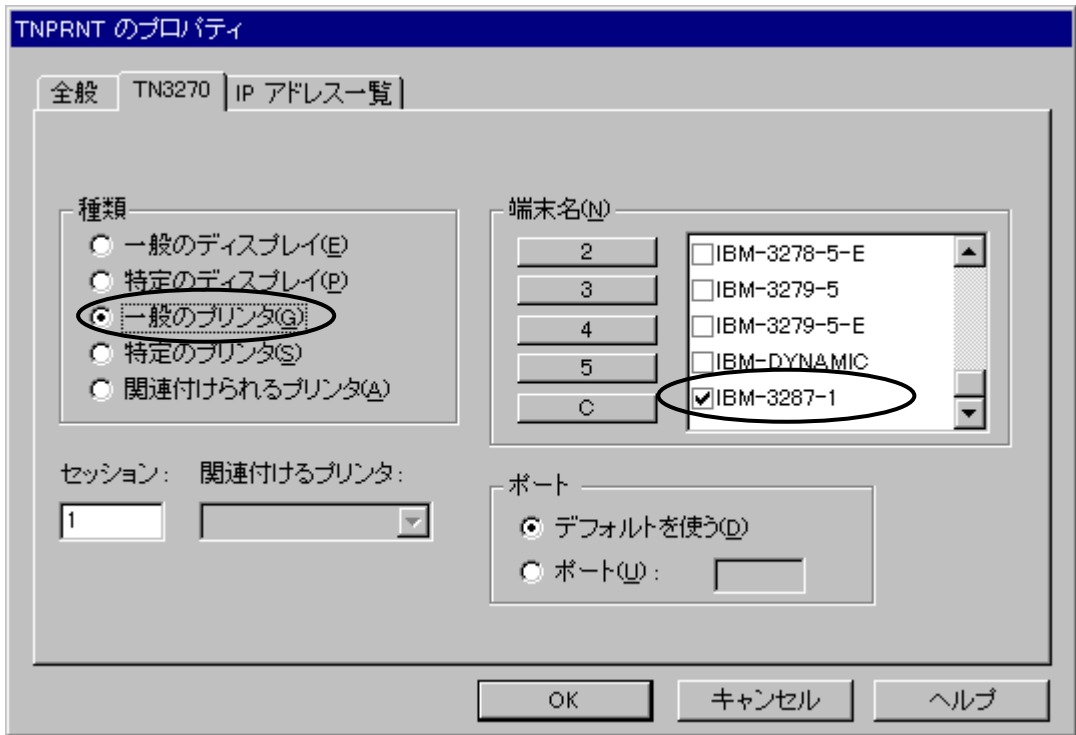 TNPRNT のプロパティ
全般 TN3270 IP アドレス一覧
種類
一般のディスプレイ(E)
特定のディスプレイ(P)
一般のプリンタ(G)
特定のプリンタ(S)
関連付けられるプリンタ(A)
端末名(N)
2
3
4
5
C
IBM-3278-5-E
IBM-3279-5
IBM-3279-5-E
IBM-DYNAMIC
IBM-3287-1
セッション: 関連付けるプリンタ:
1
ポート
デフォルトを使う(D)
ポート(U):
OK キャンセル ヘルプ